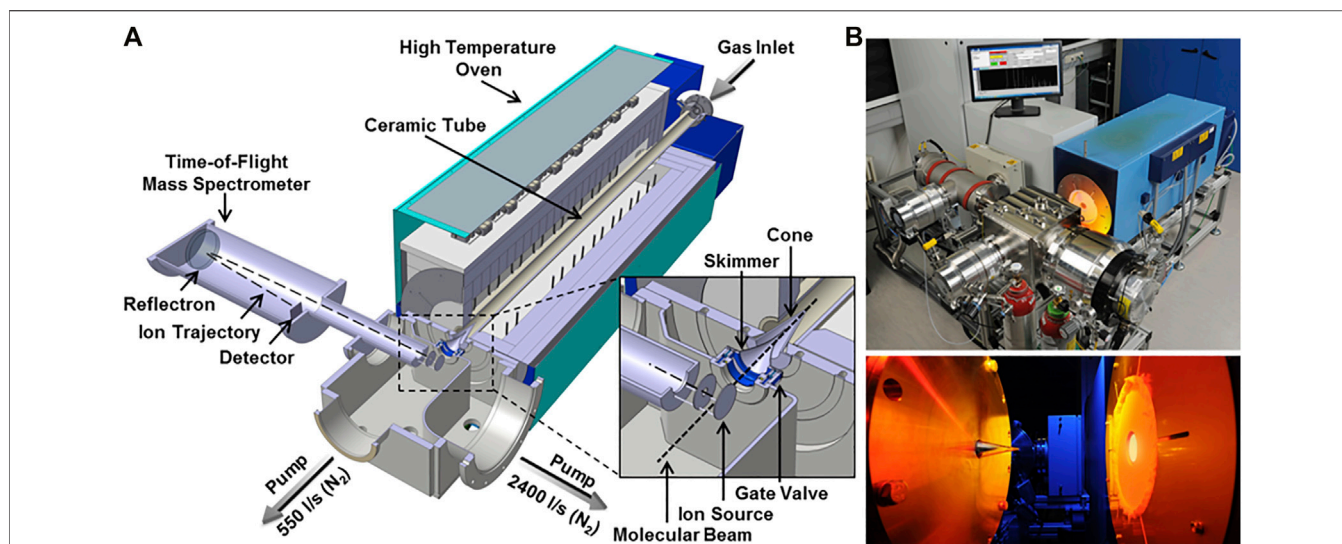 A
High Temperature
Oven
Gas Inlet
Ceramic Tube
Time-of-Flight
Mass Spectrometer
Cone
Skimmer
Reflectron
Ion Trajectory
Detector
Pump
550 l/s (N₂)
Pump
2400 l/s (N₂)
Gate Valve
Ion Source
Molecular Beam
B